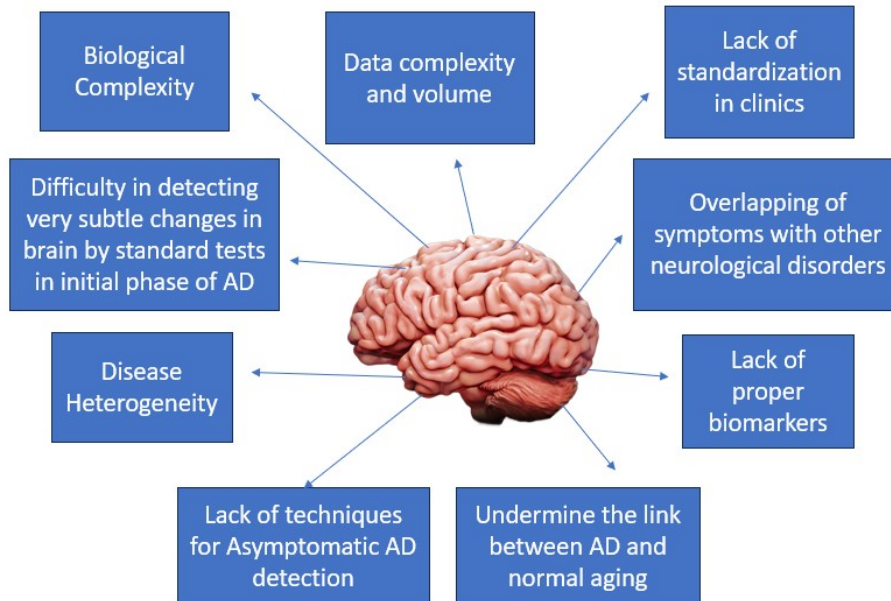 Biological
Complexity
Data complexity
and volume
Lack of
standardization
in clinics
Difficulty in detecting
very subtle changes in
brain by standard tests
in initial phase of AD
Overlapping of
symptoms with other
neurological disorders
Disease
Heterogeneity
Lack of
proper
biomarkers
Lack of techniques
for Asymptomatic AD
detection
Undermine the link
between AD and
normal aging